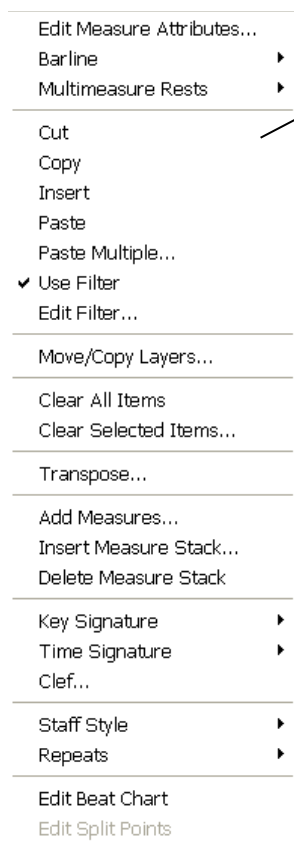 Edit Measure Attributes...
Barline
Multimeasure Rests
Cut
Copy
Insert
Paste
Paste Multiple...
Use Filter
Edit Filter...
Move/Copy Layers...
Clear All Items
Clear Selected Items...
Transpose...
Add Measures...
Insert Measure Stack...
Delete Measure Stack
Key Signature
Time Signature
Clef...
Staff Style
Repeats
Edit Beat Chart
Edit Split Points